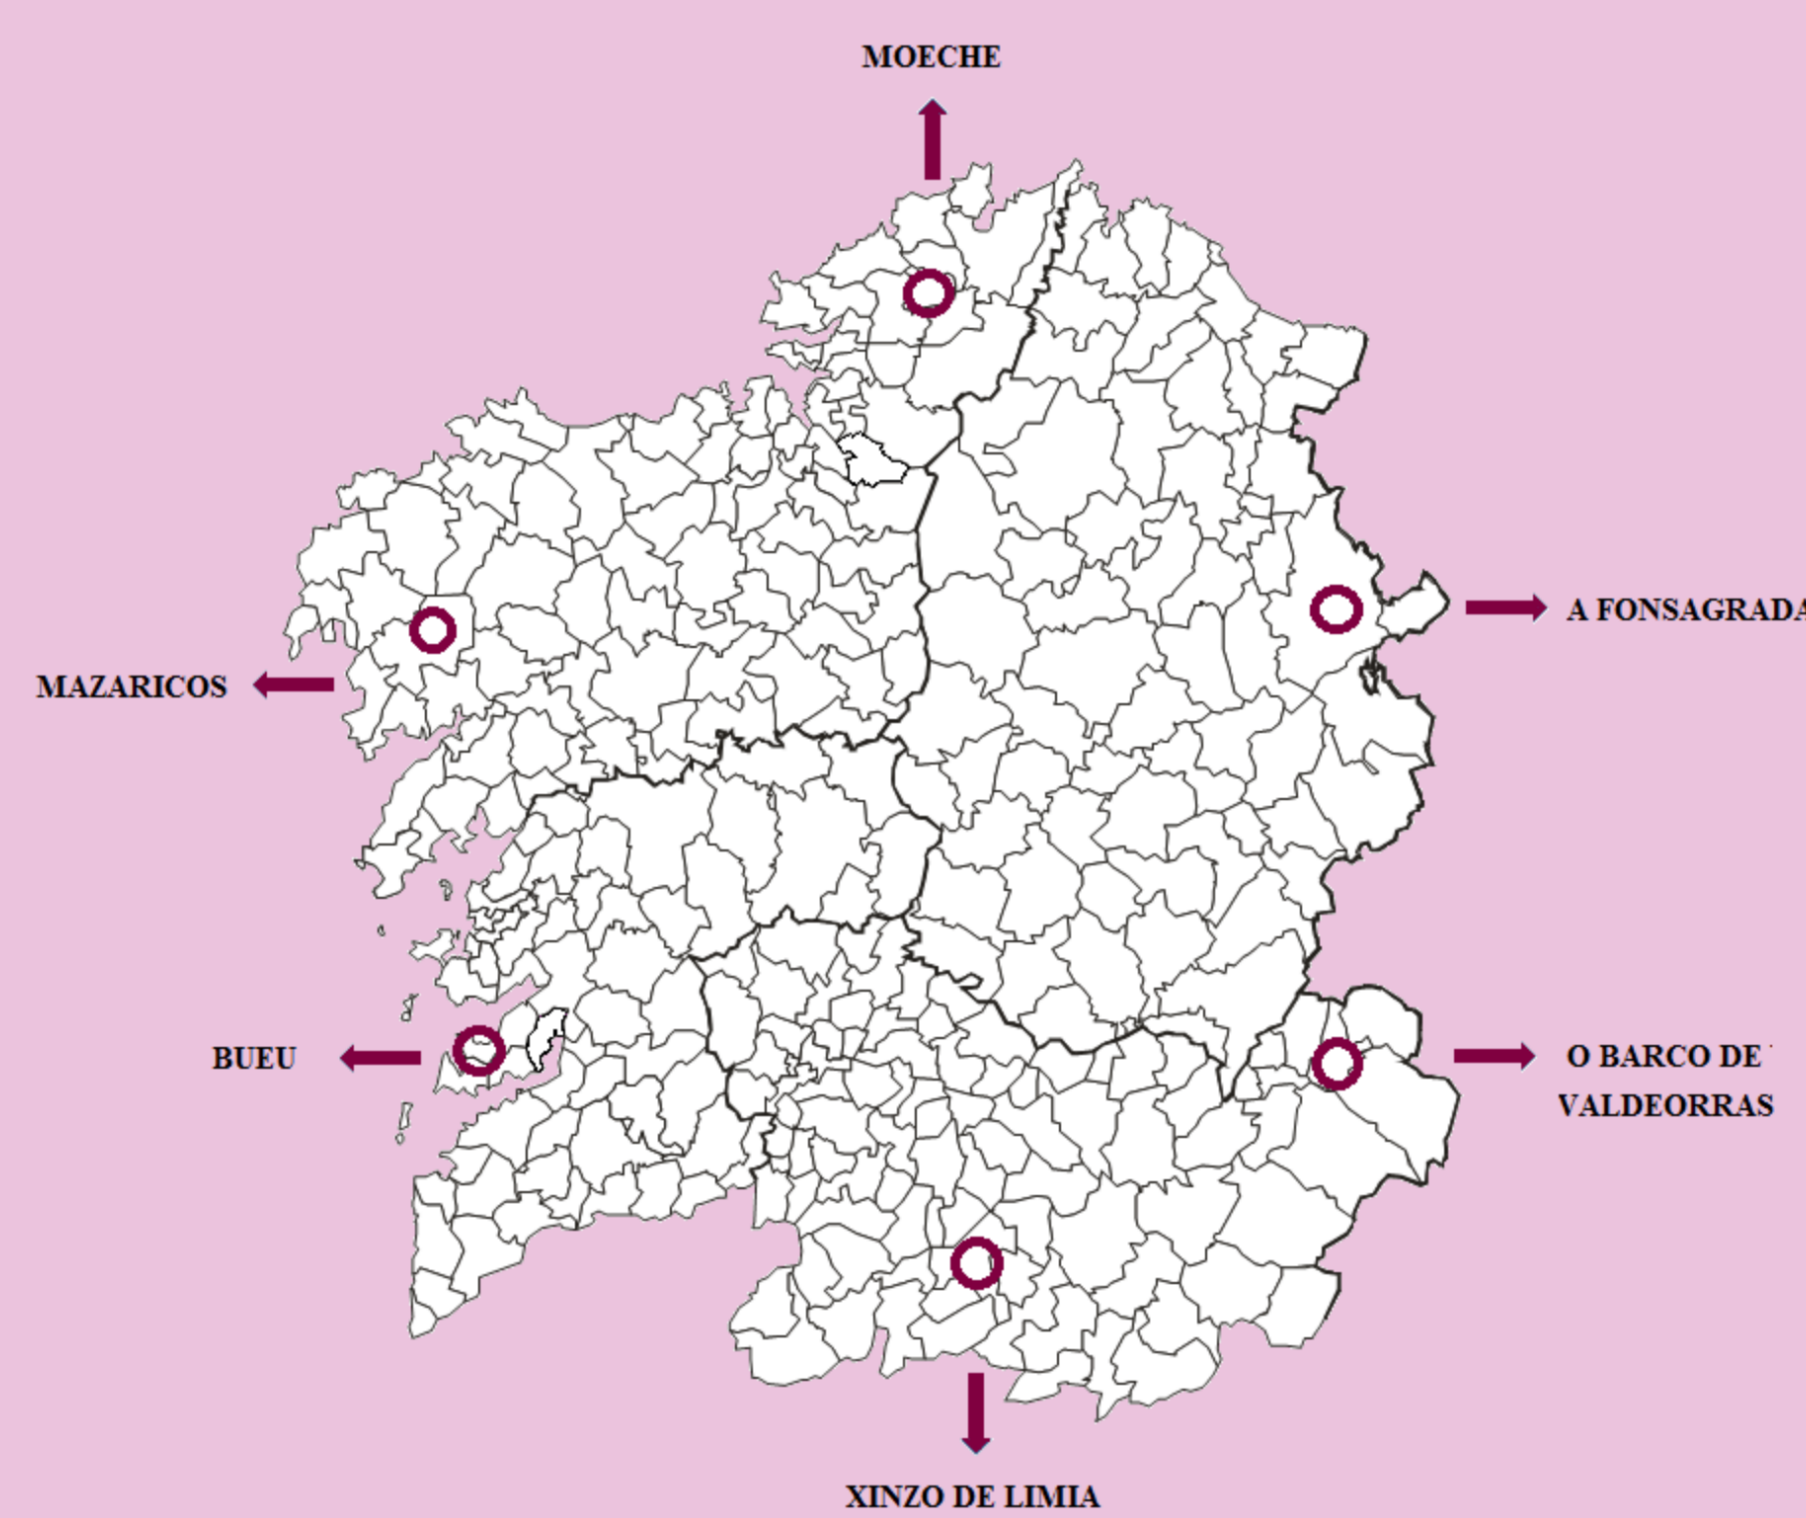 MOECHE
A FONSAGRADA
MAZARICOS
BUEU
O BARCO DE
VALDEORRAS
XINZO DE LIMIA